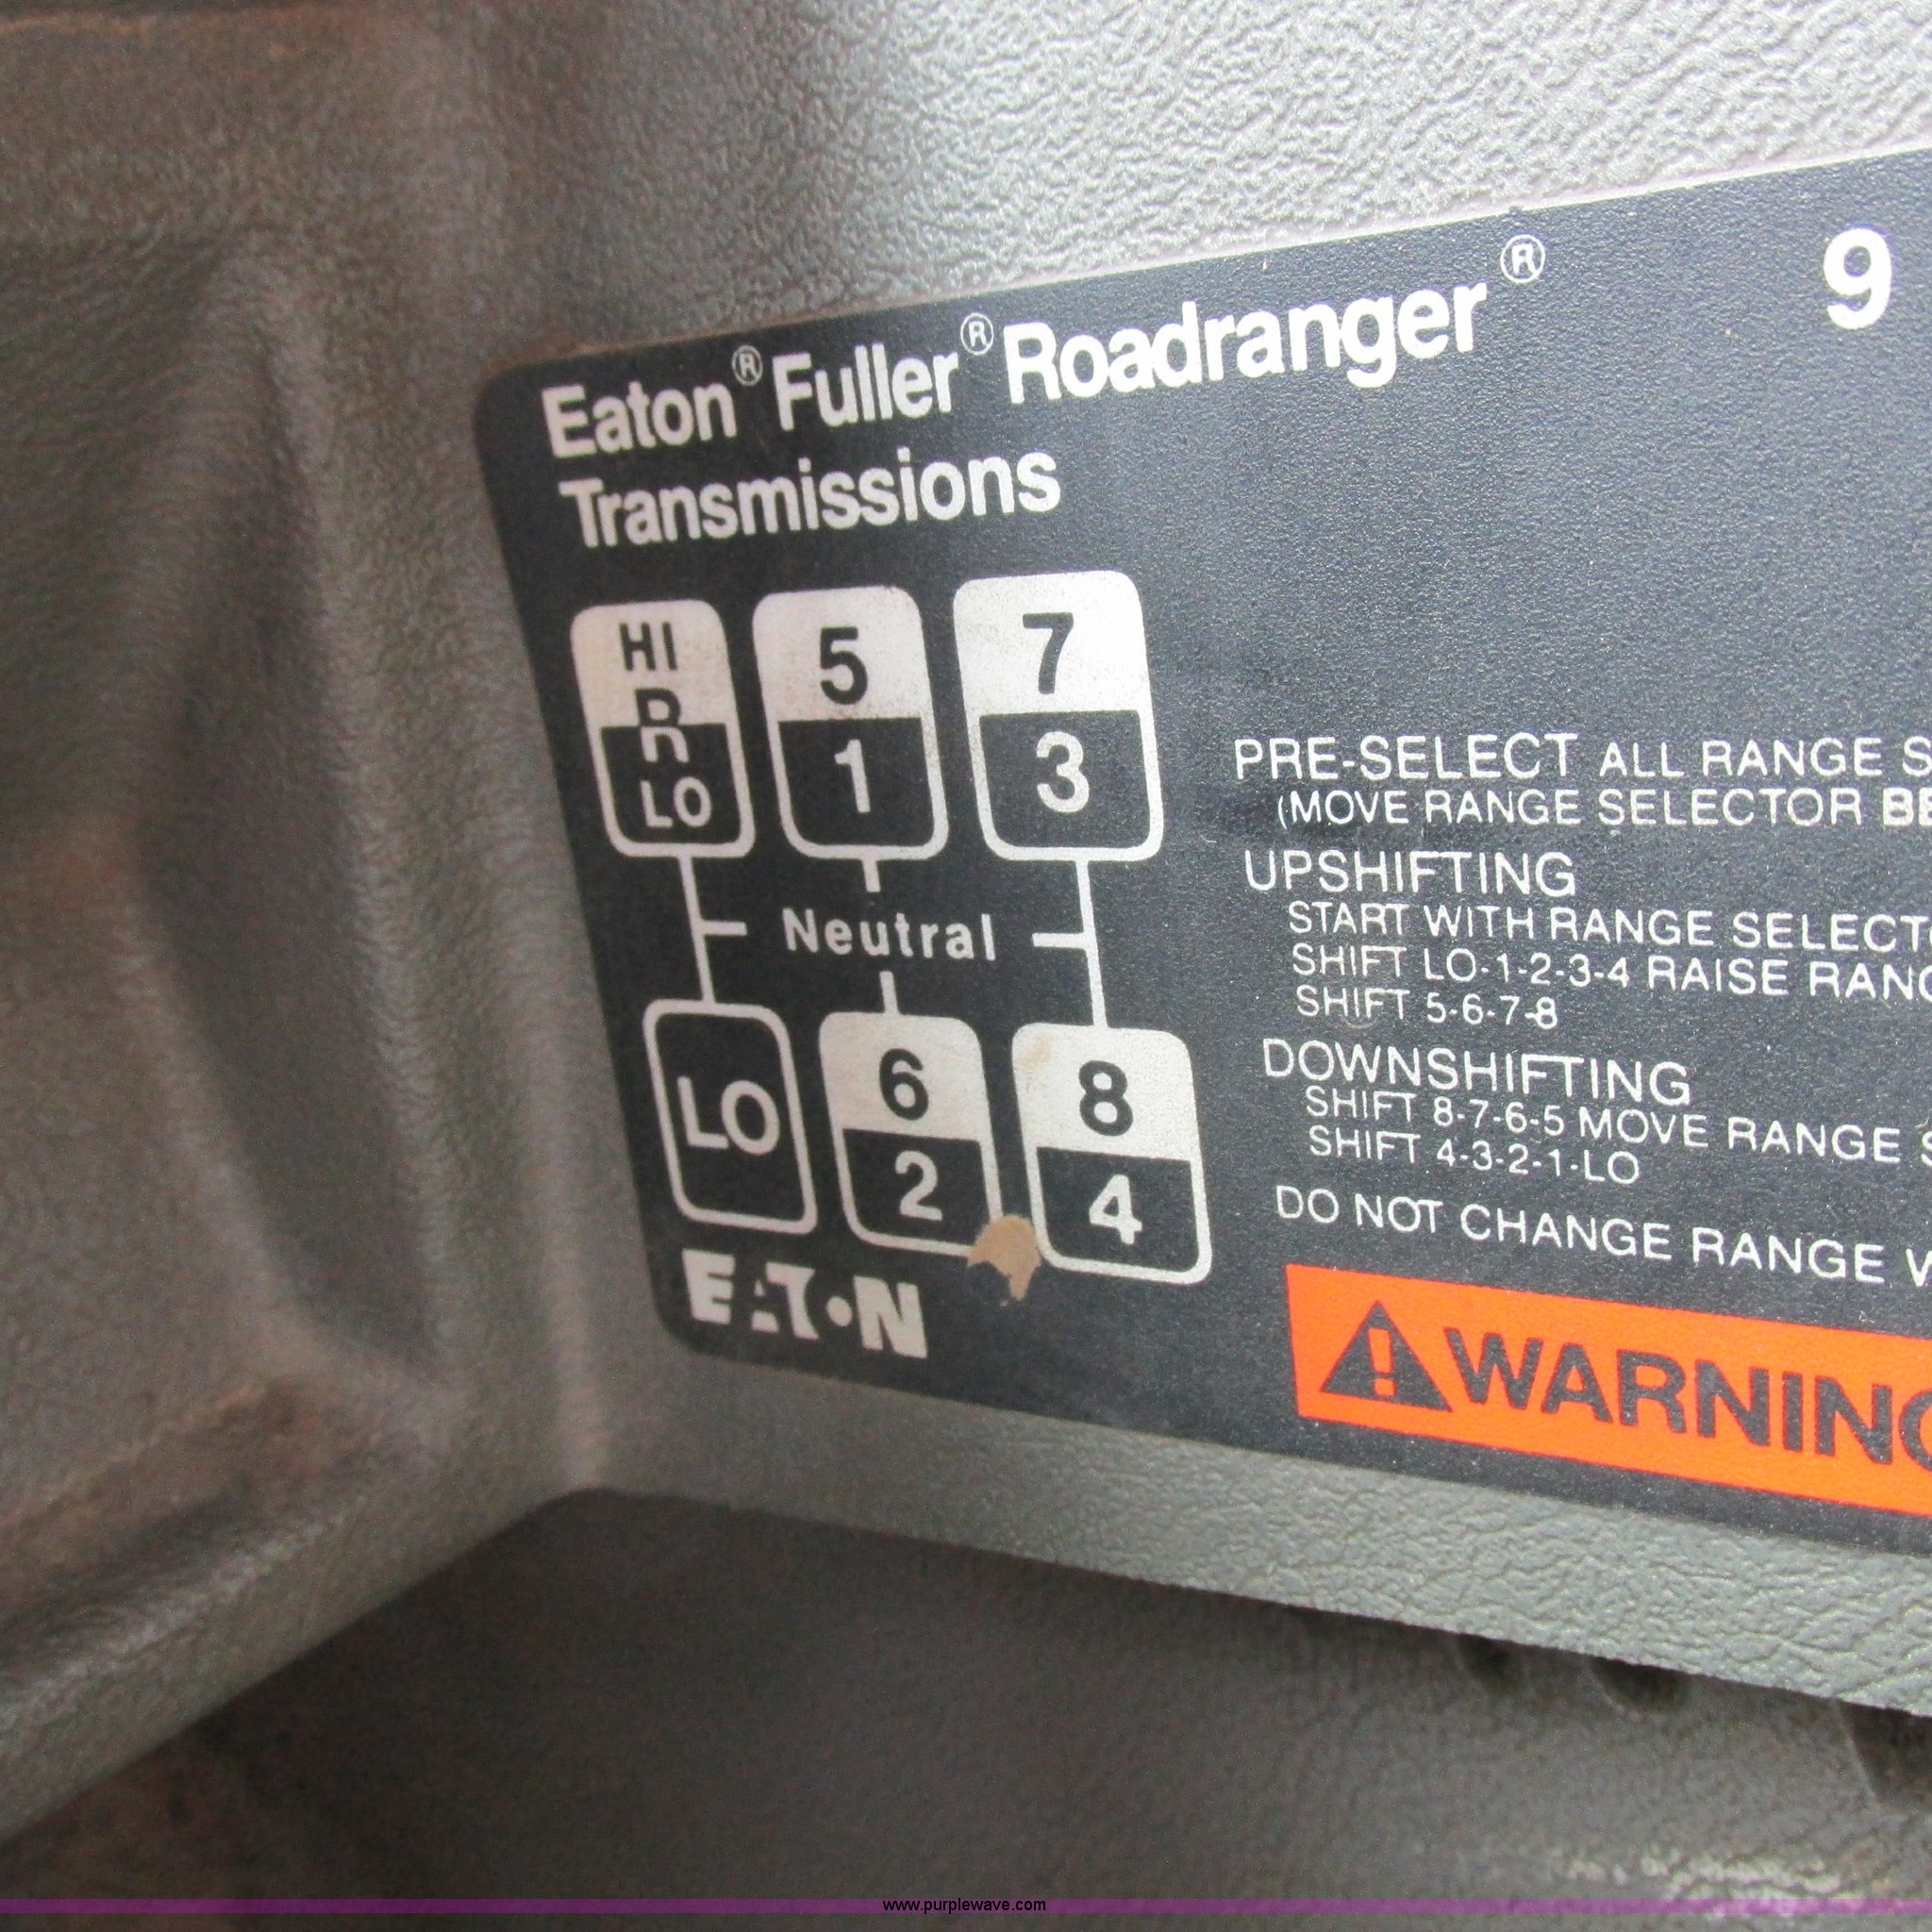 Eaton® Fuller® Roadranger® 9
Transmissions
HI
R
LO
5
1
7
3
Neutral
LO
6
2
8
4
EATON
PRE-SELECT ALL RANGE
(MOVE RANGE SELECTOR
UPSHIFTING
START WITH RANGE
SHIFT LO-1-2-3-4 RAISE
SHIFT 5-6-7-8
DOWNSHIFTING
SHIFT 8-7-6-5 MOVE RANGE
SHIFT 4-3-2-1-LO
DO NOT CHANGE RANGE
WARNING
www.purplewave.com